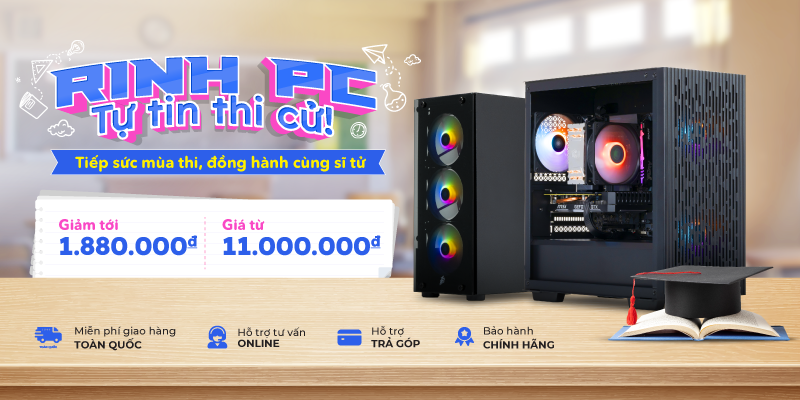 RINH PC
Tự tin thi cử!
Tiếp sức mùa thi, đồng hành cùng sĩ tử
Giảm tới
1.880.000đ
Giá từ
11.000.000đ
Miễn phí giao hàng
TOÀN QUỐC
Hỗ trợ tư vấn
ONLINE
Hỗ trợ
TRẢ GÓP
Bảo hành
CHÍNH HÃNG